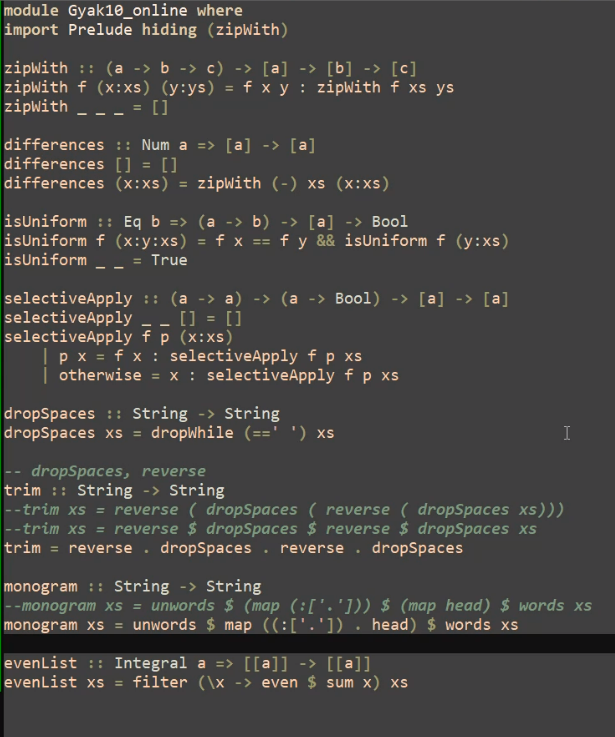 module Gyak10_online where
import Prelude hiding (zipWith)
zipWith :: (a -> b -> c) -> [a] -> [b] -> [c]
zipWith f (x:xs) (y:ys) = f x y : zipWith f xs ys
zipWith _ _ _ = []
differences :: Num a => [a] -> [a]
differences [] = []
differences (x:xs) = zipWith (-) xs (x:xs)
isUniform :: Eq b => (a -> b) -> [a] -> Bool
isUniform f (x:y:xs) = f x == f y && isUniform f (y:xs)
isUniform _ _ = True
selectiveApply :: (a -> a) -> (a -> Bool) -> [a] -> [a]
selectiveApply _ _ [] = []
selectiveApply f p (x:xs)
    | p x = f x : selectiveApply f p xs
    | otherwise = x : selectiveApply f p xs
dropSpaces :: String -> String
dropSpaces xs = dropWhile (==' ') xs
-- dropSpaces, reverse
trim :: String -> String
--trim xs = reverse ( dropSpaces ( reverse ( dropSpaces xs)))
--trim xs = reverse $ dropSpaces $ reverse $ dropSpaces xs
trim = reverse . dropSpaces . reverse . dropSpaces
monogram :: String -> String
--monogram xs = unwords $ (map (:['.'])) $ (map head) $ words xs
monogram xs = unwords $ map ((:['.']) . head) $ words xs
evenList :: Integral a => [[a]] -> [[a]]
evenList xs = filter (\x -> even $ sum x) xs